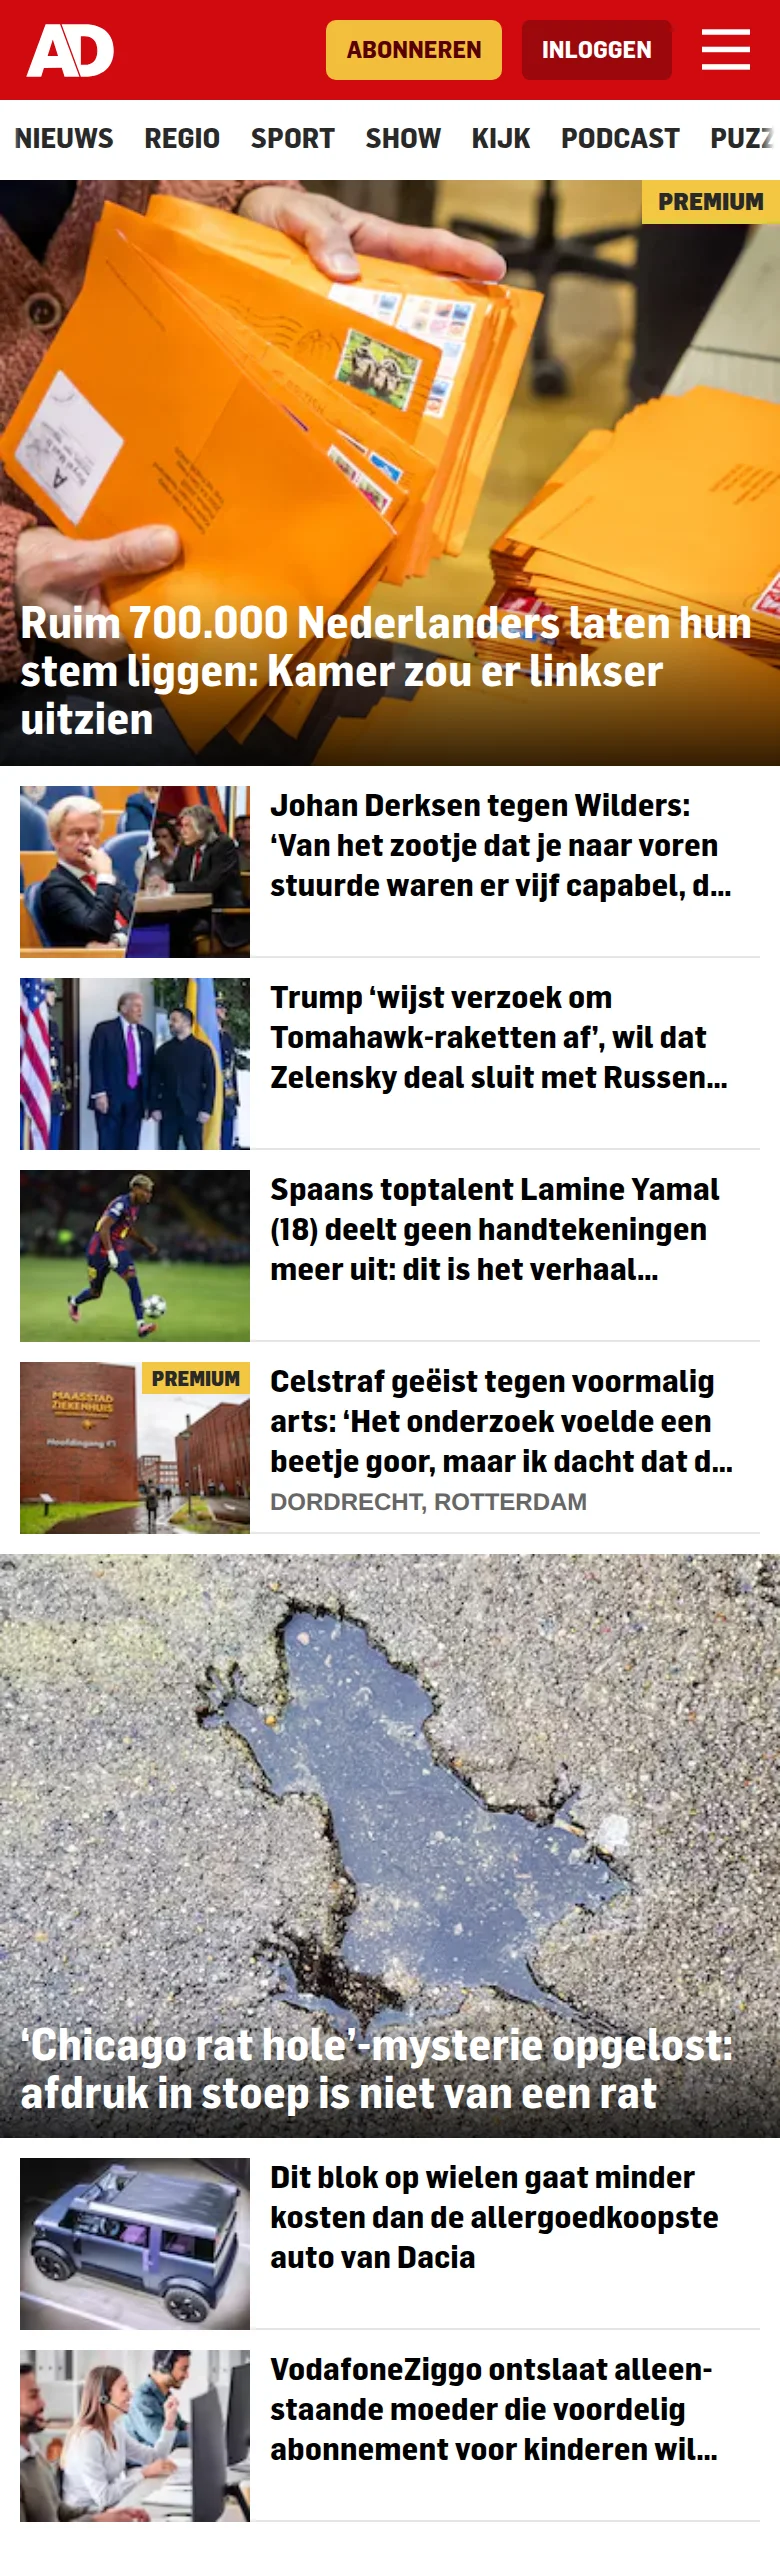 AD
ABONNEREN
INLOGGEN
NIEUWS REGIO SPORT SHOW KIJK PODCAST PUZZ
PREMIUM
Ruim 700.000 Nederlanders laten hun
stem liggen: Kamer zou er linkser
uitzien
Johan Derksen tegen Wilders:
‘Van het zootje dat je naar voren
stuurde waren er vijf capabel, d...
Trump ‘wijst verzoek om
Tomahawk-raketten af’, wil dat
Zelensky deal sluit met Russen...
Spaans toptalent Lamine Yamal
(18) deelt geen handtekeningen
meer uit: dit is het verhaal...
MAASSTAD
ZIEKENHUIS
Hoofdingang
PREMIUM
Celstraf geëist tegen voormalig
arts: ‘Het onderzoek voelde een
beetje goor, maar ik dacht dat d...
DORDRECHT, ROTTERDAM
‘Chicago rat hole’-mysterie opgelost:
afdruk in stoep is niet van een rat
Dit blok op wielen gaat minder
kosten dan de allergoedkoopste
auto van Dacia
VodafoneZiggo ontslaat alleen-
staande moeder die voordelig
abonnement voor kinderen wil...